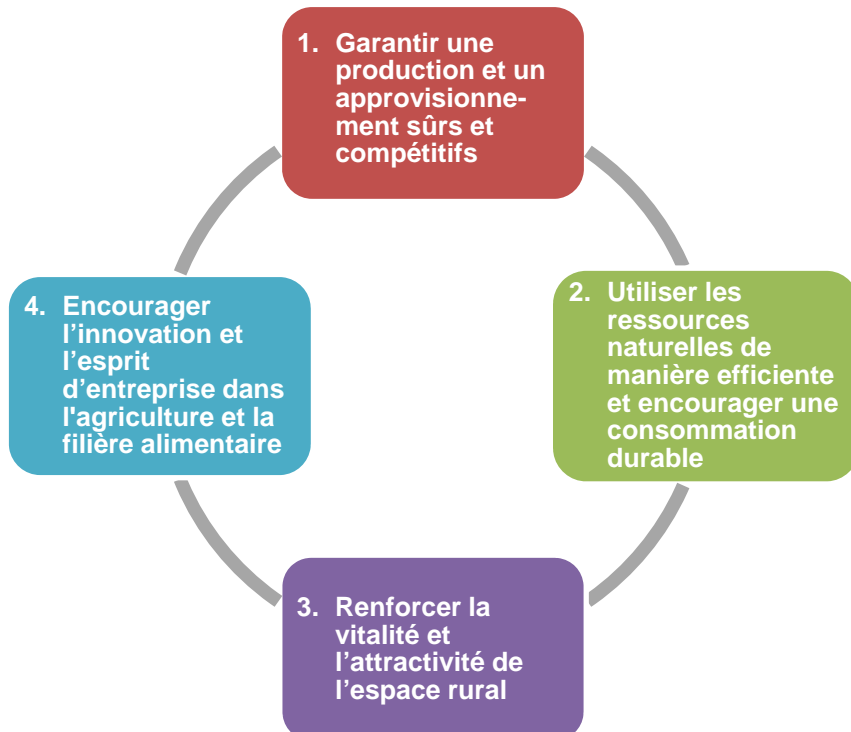 1. Garantir une
production et un
approvisionne-
ment sûrs et
compétitifs
2. Utiliser les
ressources
naturelles de
manière efficiente
et encourager une
consommation
durable
3. Renforcer la
vitalité et
l’attractivité de
l’espace rural
4. Encourager
l’innovation et
l’esprit
d’entreprise dans
l'agriculture et la
filière alimentaire